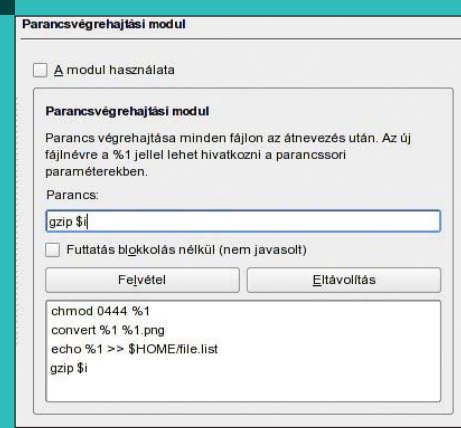 Parancsvégrehajtási modul
A modul használata
Parancsvégrehajtási modul
Parancs végrehajtása minden fájlon az átnevezés után. Az új
fájlnévre a %1 jellel lehet hivatkozni a parancssori
paraméterekben.
Parancs:
gzip $i
Futtatás blokkolás nélkül (nem javasolt)
Felvétel
Eltávolítás
chmod 0444 %1
convert %1 %1.png
echo %1 >> $HOME/file.list
gzip $i